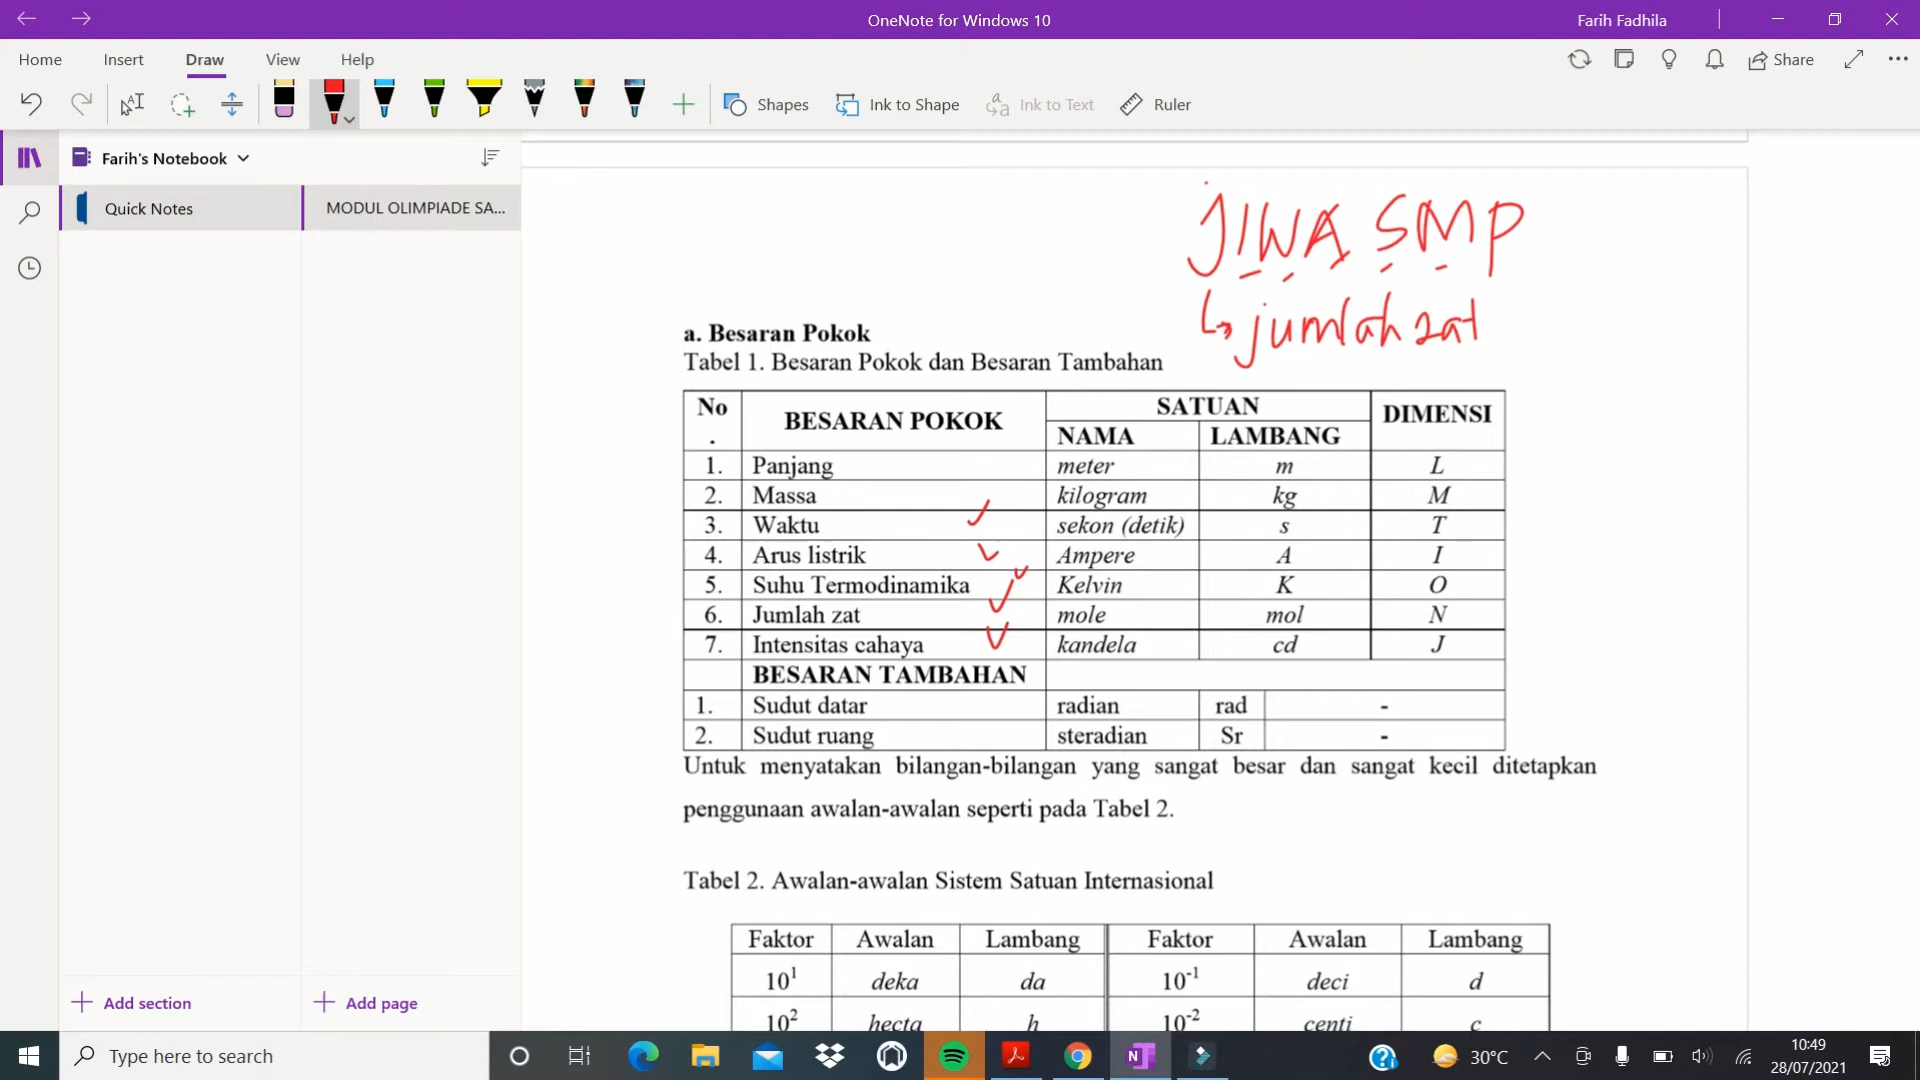 OneNote for Windows 10
Farih Fadhila
Home Insert Draw View Help
Share
Shapes Ink to Shape Ink to Text Ruler
Farih's Notebook
Quick Notes
MODUL OLIMPIADE SA...
JIWA SMP
jumlah zat
a. Besaran Pokok
Tabel 1. Besaran Pokok dan Besaran Tambahan
No. BESARAN POKOK SATUAN DIMENSI
NAMA LAMBANG
1. Panjang meter m L
2. Massa kilogram kg M
3. Waktu sekon (detik) s T
4. Arus listrik Ampere A I
5. Suhu Termodinamika Kelvin K O
6. Jumlah zat mole mol N
7. Intensitas cahaya kandela cd J
BESARAN TAMBAHAN
1. Sudut datar radian rad -
2. Sudut ruang steradian Sr -
Untuk menyatakan bilangan-bilangan yang sangat besar dan sangat kecil ditetapkan
penggunaan awalan-awalan seperti pada Tabel 2.
Tabel 2. Awalan-awalan Sistem Satuan Internasional
Faktor Awalan Lambang Faktor Awalan Lambang
10¹ deka da 10⁻¹ deci d
10² hecta h 10⁻² centi c
Add section
Add page
Type here to search
30°C
10:49
28/07/2021